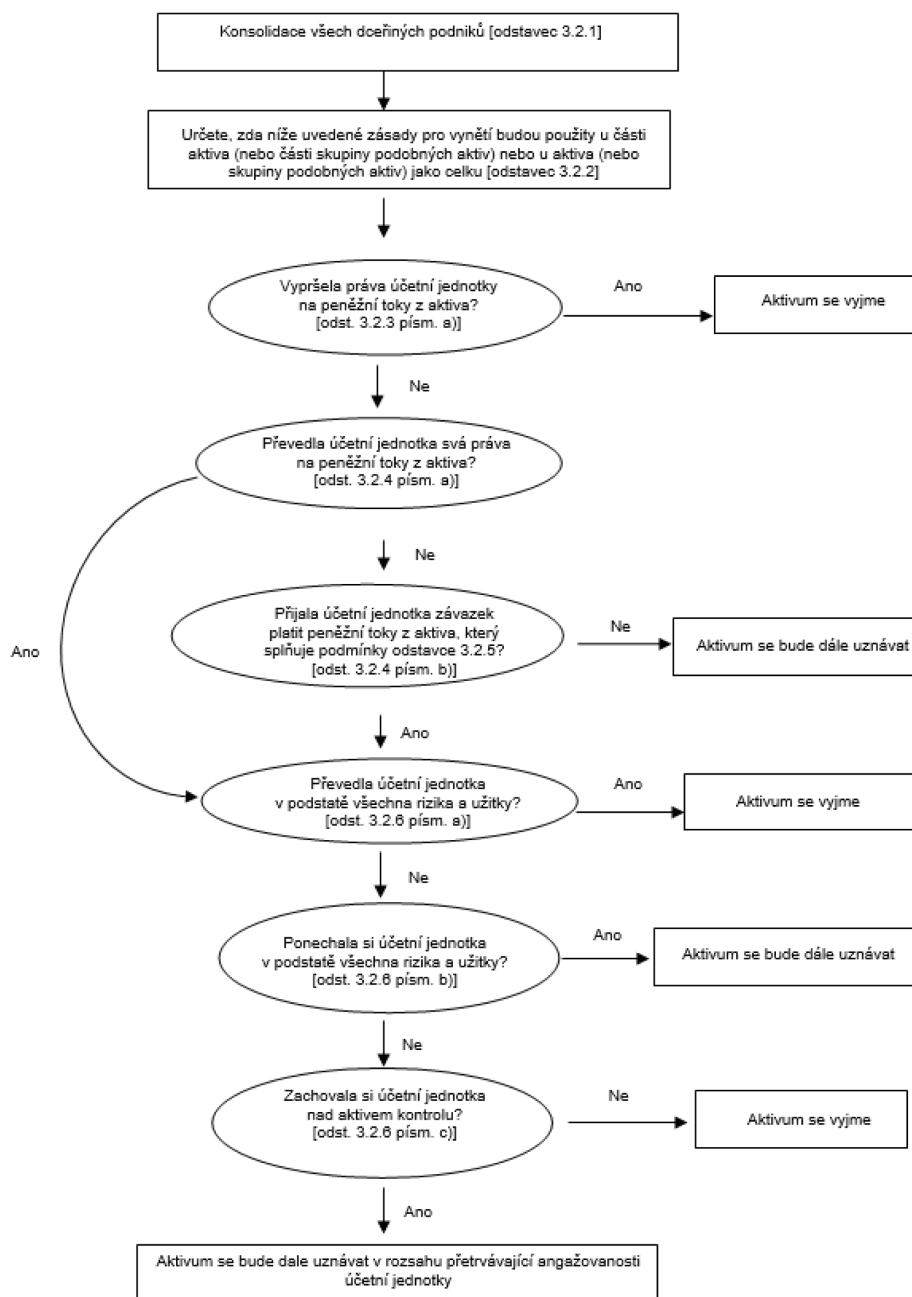 Konsolidace všech dceřiných podniků [odstavec 3.2.1]
Určete, zda níže uvedené zásady pro vynětí budou použity u části
aktiva (nebo části skupiny podobných aktiv) nebo u aktiva (nebo
skupiny podobných aktiv) jako celku [odstavec 3.2.2]
Vypršela práva účetní jednotky
na peněžní toky z aktiva?
[odst. 3.2.3 písm. a)]
Ano
Aktivum se vyjme
Ne
Převedla účetní jednotka svá práva
na peněžní toky z aktiva?
[odst. 3.2.4 písm. a)]
Ne
Přijala účetní jednotka závazek
platit peněžní toky z aktiva, který
splňuje podmínky odstavce 3.2.5?
[odst. 3.2.4 písm. b)]
Ne
Aktivum se bude dále uznávat
Ano
Ano
Převedla účetní jednotka
v podstatě všechna rizika a užitky?
[odst. 3.2.6 písm. a)]
Ano
Aktivum se vyjme
Ne
Ponechala si účetní jednotka
v podstatě všechna rizika a užitky?
[odst. 3.2.6 písm. b)]
Ano
Aktivum se bude dále uznávat
Ne
Zachovala si účetní jednotka
nad aktivem kontrolu?
[odst. 3.2.6 písm. c)]
Ne
Aktivum se vyjme
Ano
Aktivum se bude dale uznávat v rozsahu přetrvávající angažovanosti
účetní jednotky